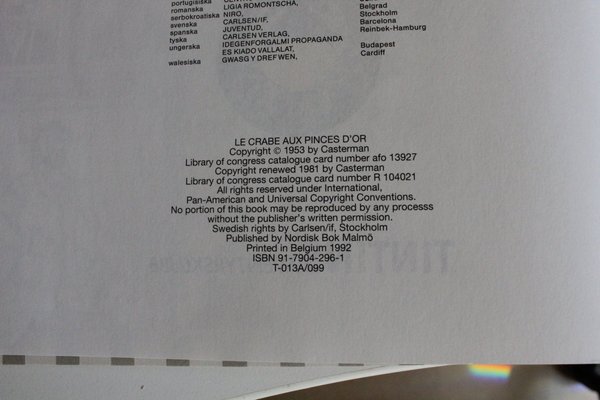 portugisiska
romanska LIGIA ROMONTSCHA,
serbokroatiska NIRO, Belgrad
svenska CARLSEN/IF, Stockholm
spanska JUVENTUD, Barcelona
tyska CARLSEN VERLAG, Reinbek-Hamburg
ungerska IDEGENFORGALMI PROPAGANDA
ES KIADO VALLALAT, Budapest
walesiska GWASG Y DREF WEN, Cardiff
LE CRABE AUX PINCES D'OR
Copyright © 1953 by Casterman
Library of congress catalogue card number afo 13927
Copyright renewed 1981 by Casterman
Library of congress catalogue card number R 104021
All rights reserved under International,
Pan-American and Universal Copyright Conventions.
No portion of this book may be reproduced by any processs
without the publisher's written permission.
Swedish rights by Carlsen/if, Stockholm
Published by Nordisk Bok Malmö
Printed in Belgium 1992
ISBN 91-7904-296-1
T-013A/099